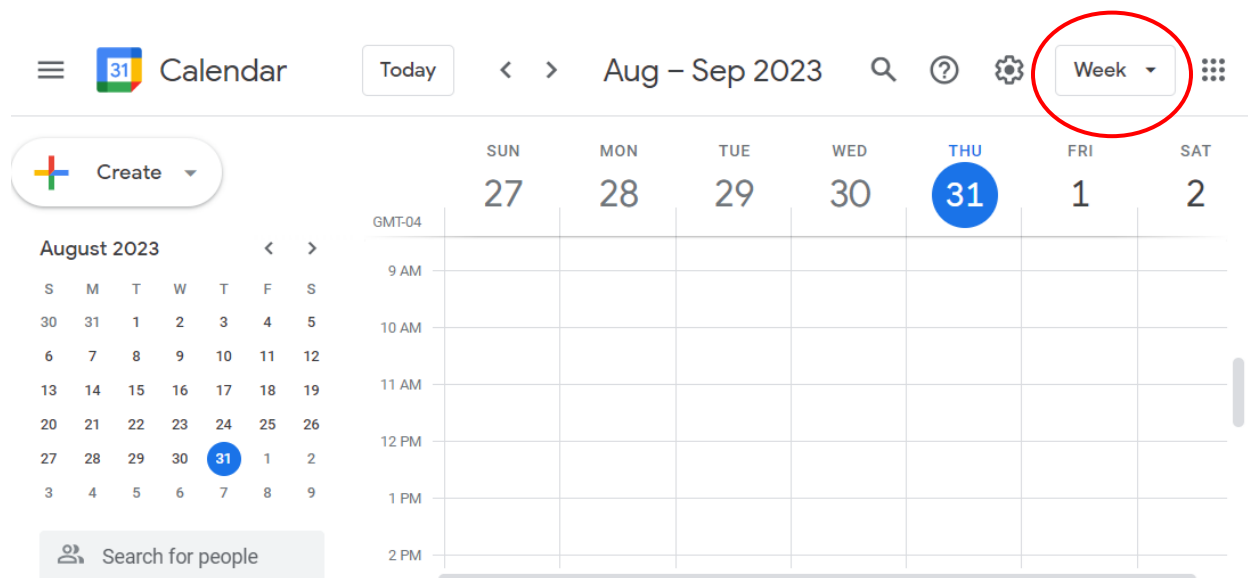 31 Calendar Today Aug – Sep 2023 Week
Create
SUN MON TUE WED THU FRI SAT
27 28 29 30 31 1 2
GMT-04
August 2023
S M T W T F S
30 31 1 2 3 4 5
6 7 8 9 10 11 12
13 14 15 16 17 18 19
20 21 22 23 24 25 26
27 28 29 30 31 1 2
3 4 5 6 7 8 9
Search for people
9 AM
10 AM
11 AM
12 PM
1 PM
2 PM